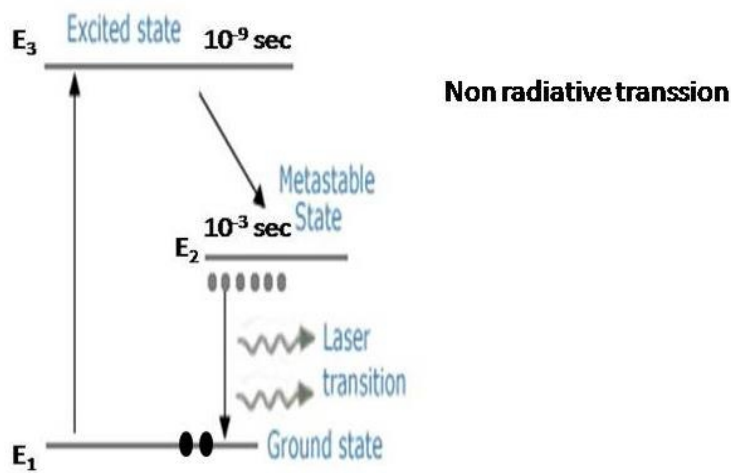 E₃ Excited state 10⁻⁹ sec
Non radiative transsion
Metastable
State
10⁻³ sec
E₂
Laser
transition
E₁ Ground state